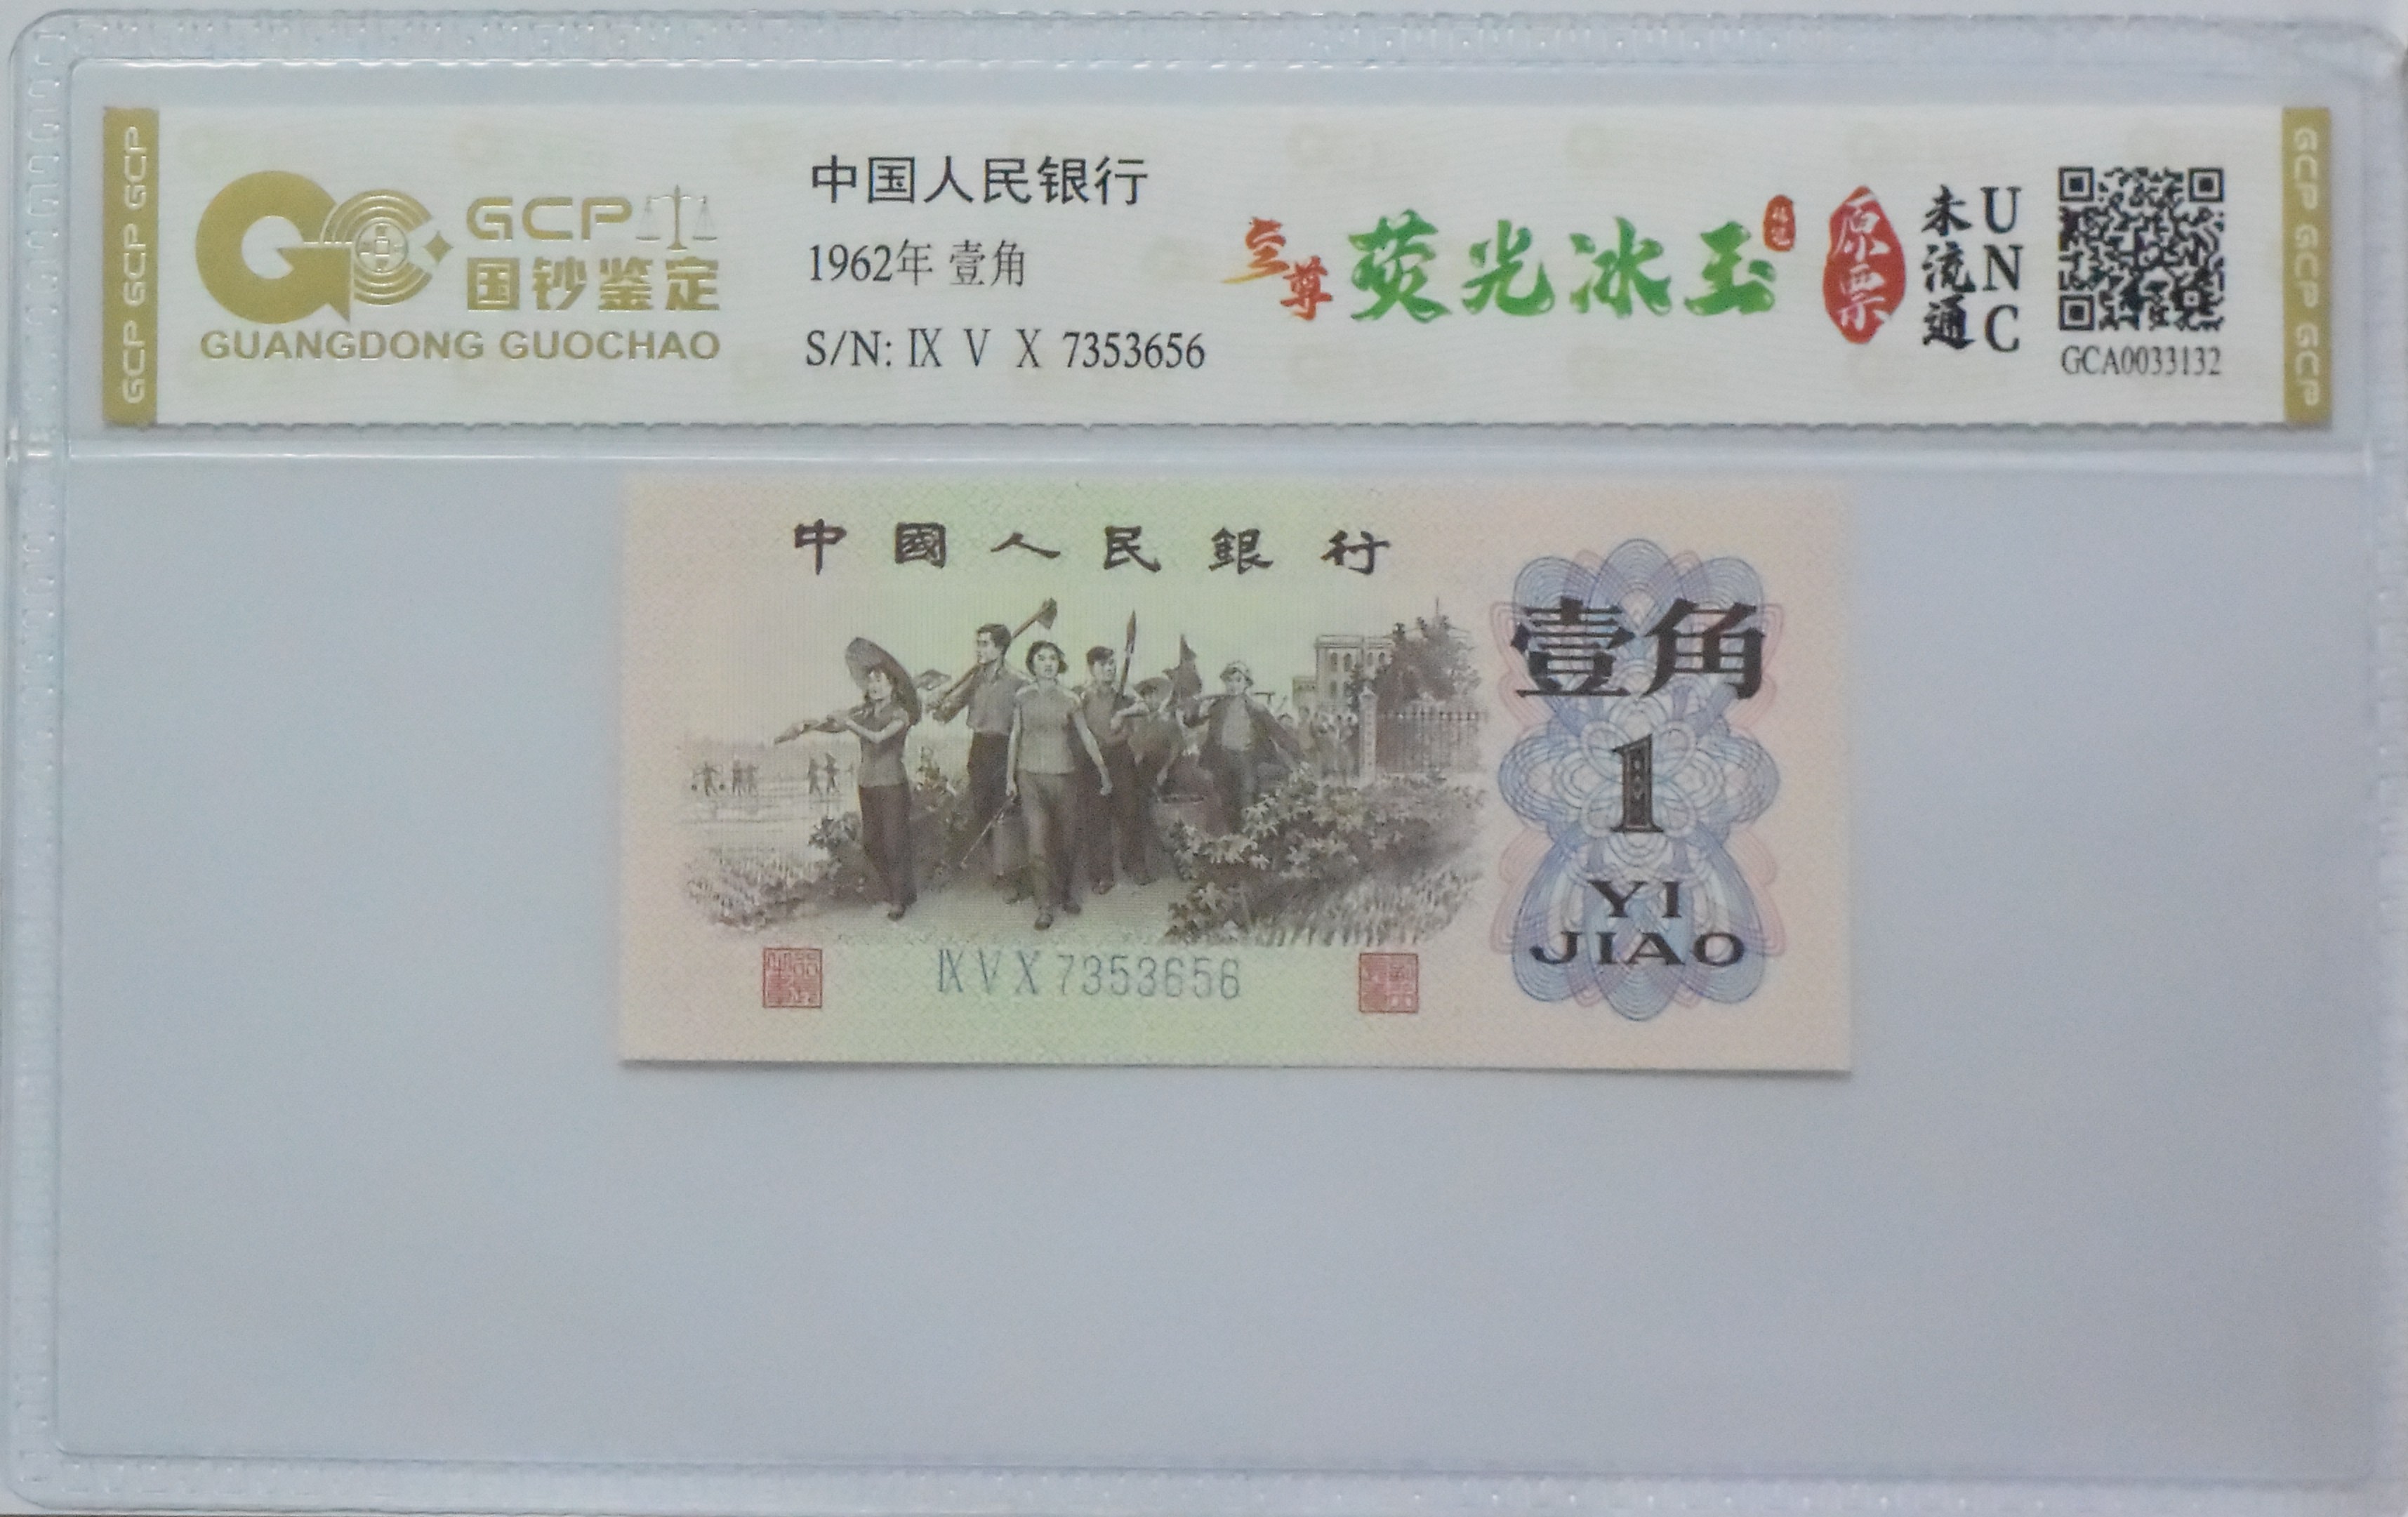 GCP GCP GCP
GCP
国钞鉴定
GUANGDONG GUOCHAO
中国人民银行
1962年 壹角
S/N: Ⅸ Ⅴ Ⅹ 7353656
至尊
荧光冰玉
原票
未流通
UNC
GCA0033132
GCP GCP GCP
中國人民銀行
壹角
1
YI
JIAO
Ⅸ Ⅴ Ⅹ 7353656